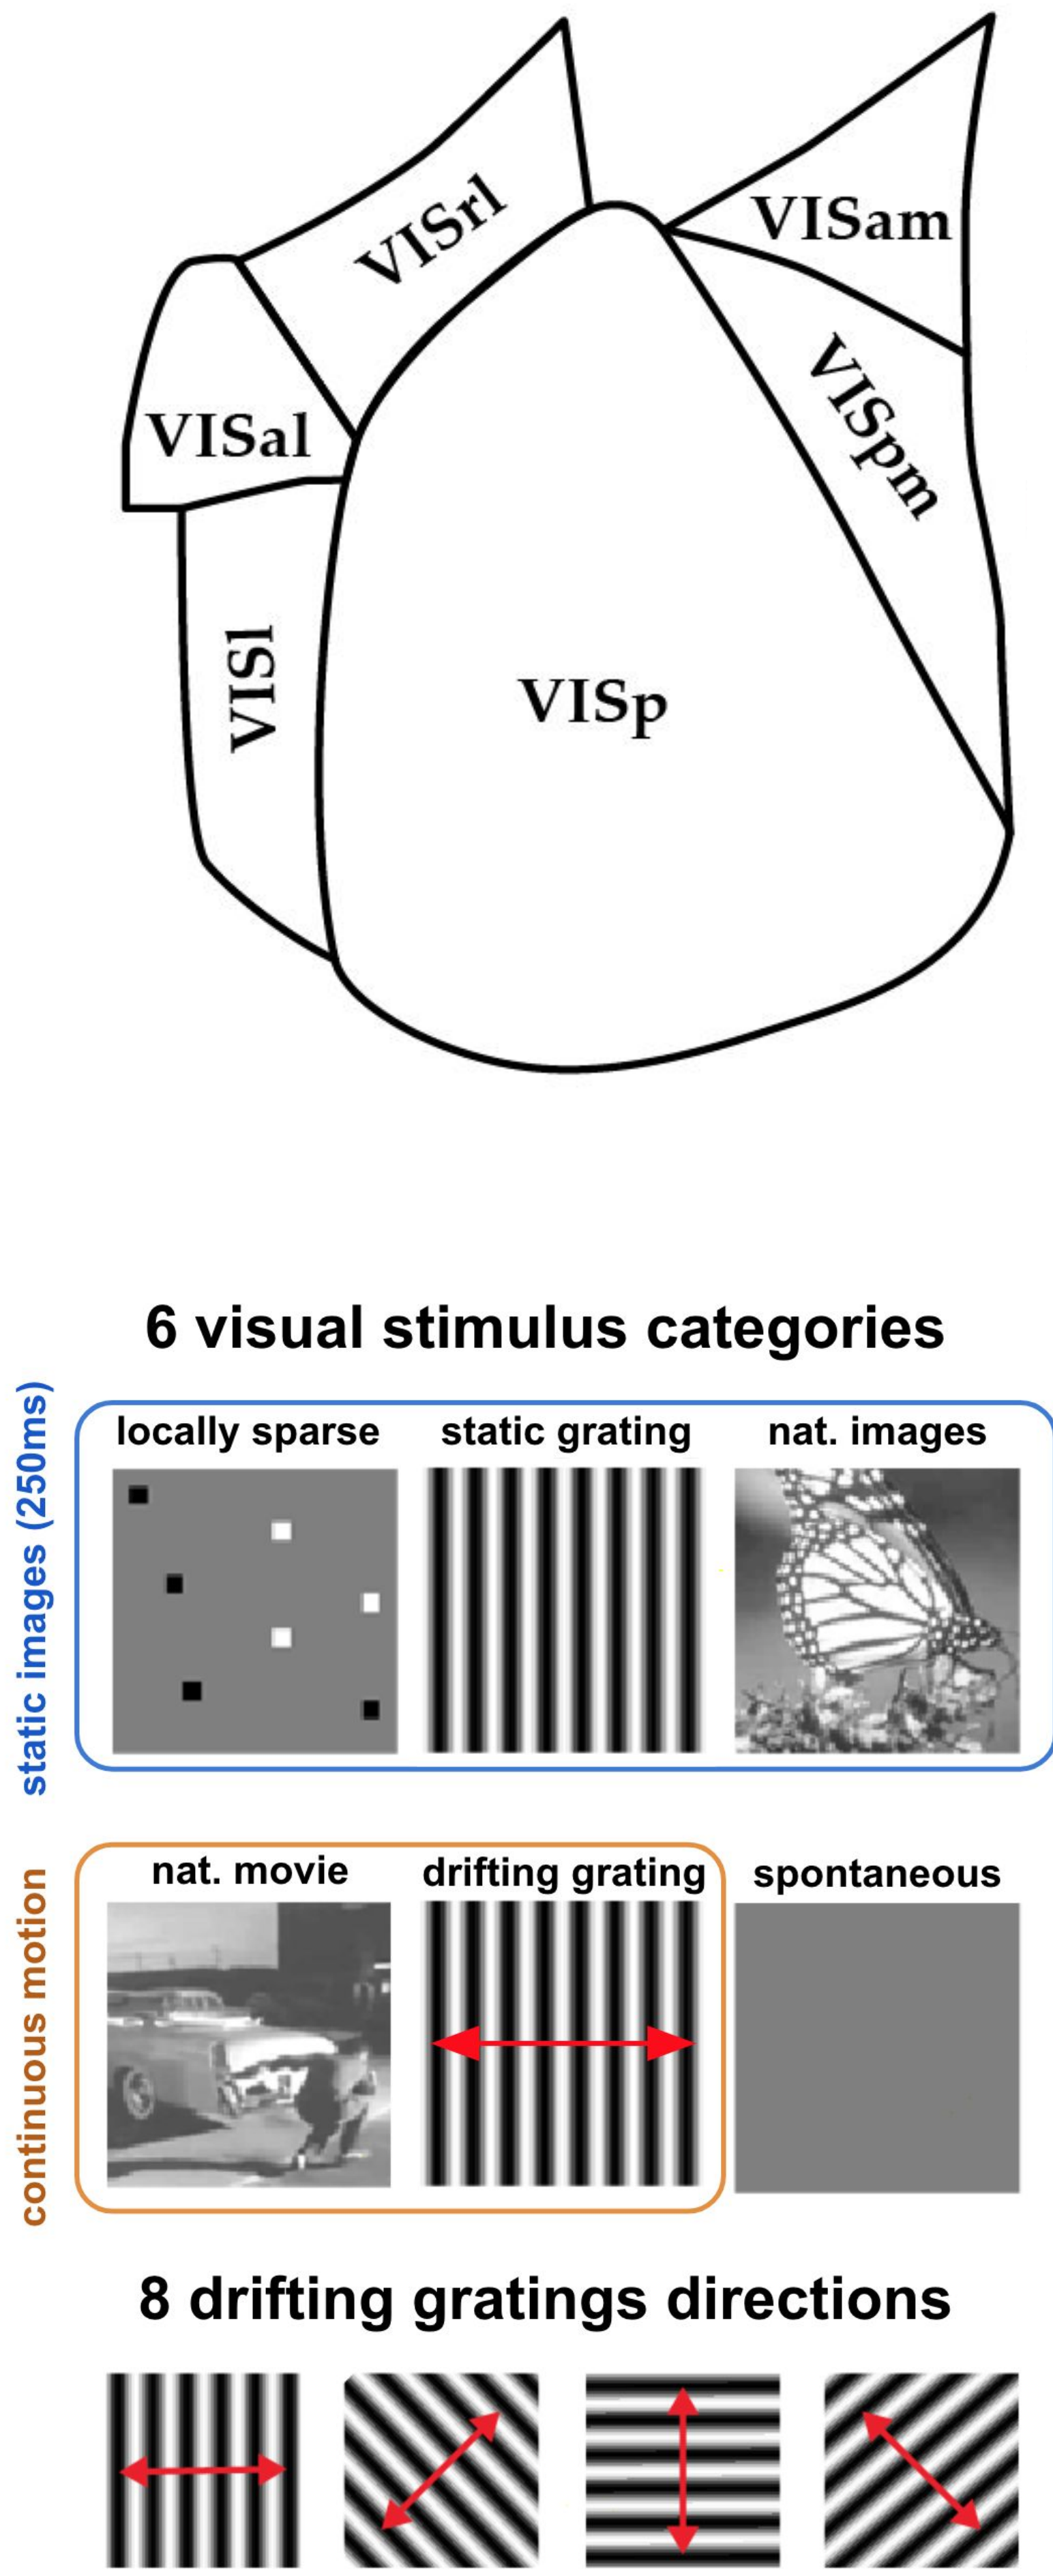 VISrl
VISam
VISal
VISpm
VISl
VISp
6 visual stimulus categories
static images (250ms)
locally sparse
static grating
nat. images
continuous motion
nat. movie
drifting grating
spontaneous
8 drifting gratings directions